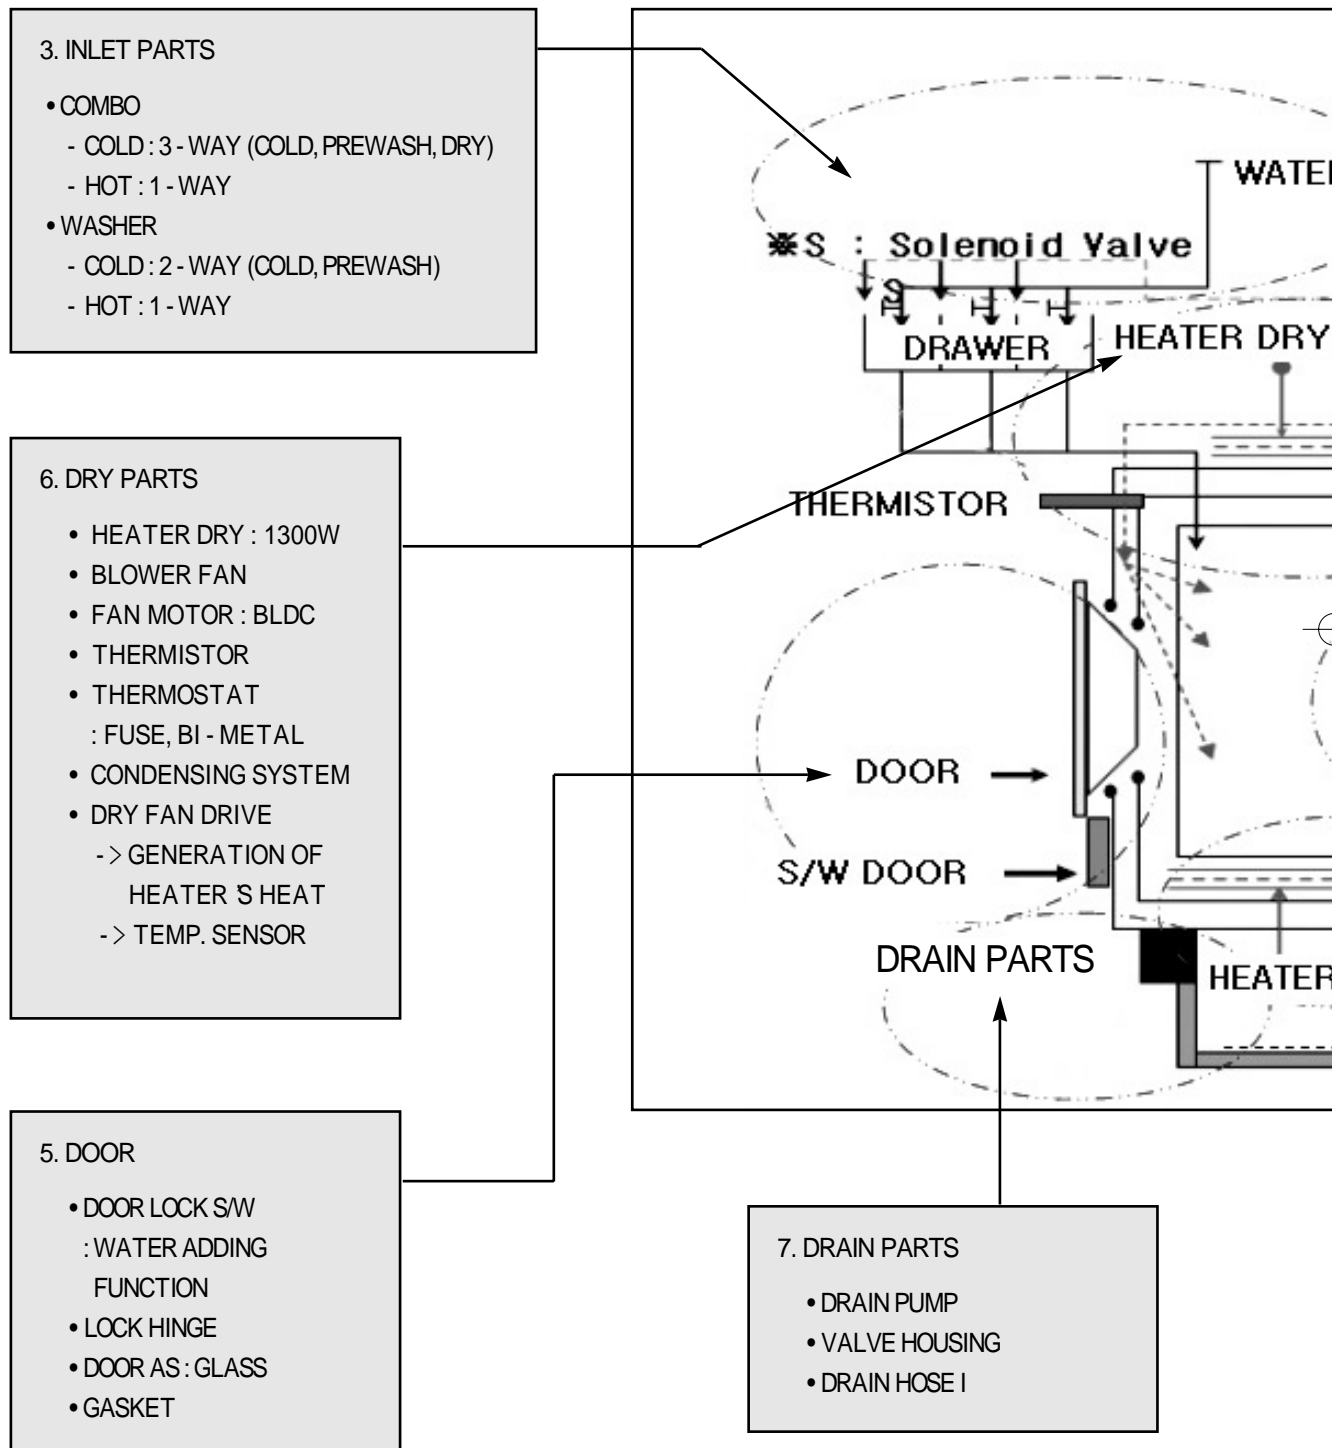 3. INLET PARTS
• COMBO
- COLD : 3 - WAY (COLD, PREWASH, DRY)
- HOT : 1 - WAY
• WASHER
- COLD : 2 - WAY (COLD, PREWASH)
- HOT : 1 - WAY
WATER
※S : Solenoid Valve
S
DRAWER
HEATER DRY
6. DRY PARTS
• HEATER DRY : 1300W
• BLOWER FAN
• FAN MOTOR : BLDC
• THERMISTOR
• THERMOSTAT
: FUSE, BI - METAL
• CONDENSING SYSTEM
• DRY FAN DRIVE
- > GENERATION OF
HEATER 'S HEAT
- > TEMP. SENSOR
THERMISTOR
DOOR
S/W DOOR
DRAIN PARTS
HEATER
5. DOOR
• DOOR LOCK S/W
: WATER ADDING
FUNCTION
• LOCK HINGE
• DOOR AS : GLASS
• GASKET
7. DRAIN PARTS
• DRAIN PUMP
• VALVE HOUSING
• DRAIN HOSE I